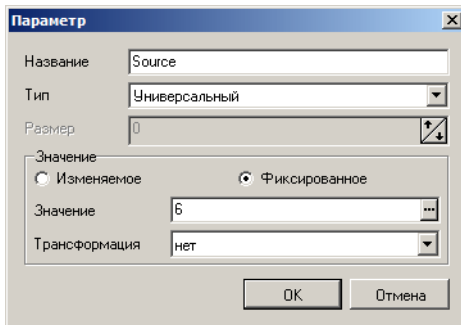 Параметр
Название Source
Тип Универсальный
Размер 0
Значение
Изменяемое Фиксированное
Значение 6 ...
Трансформация нет
OK Отмена